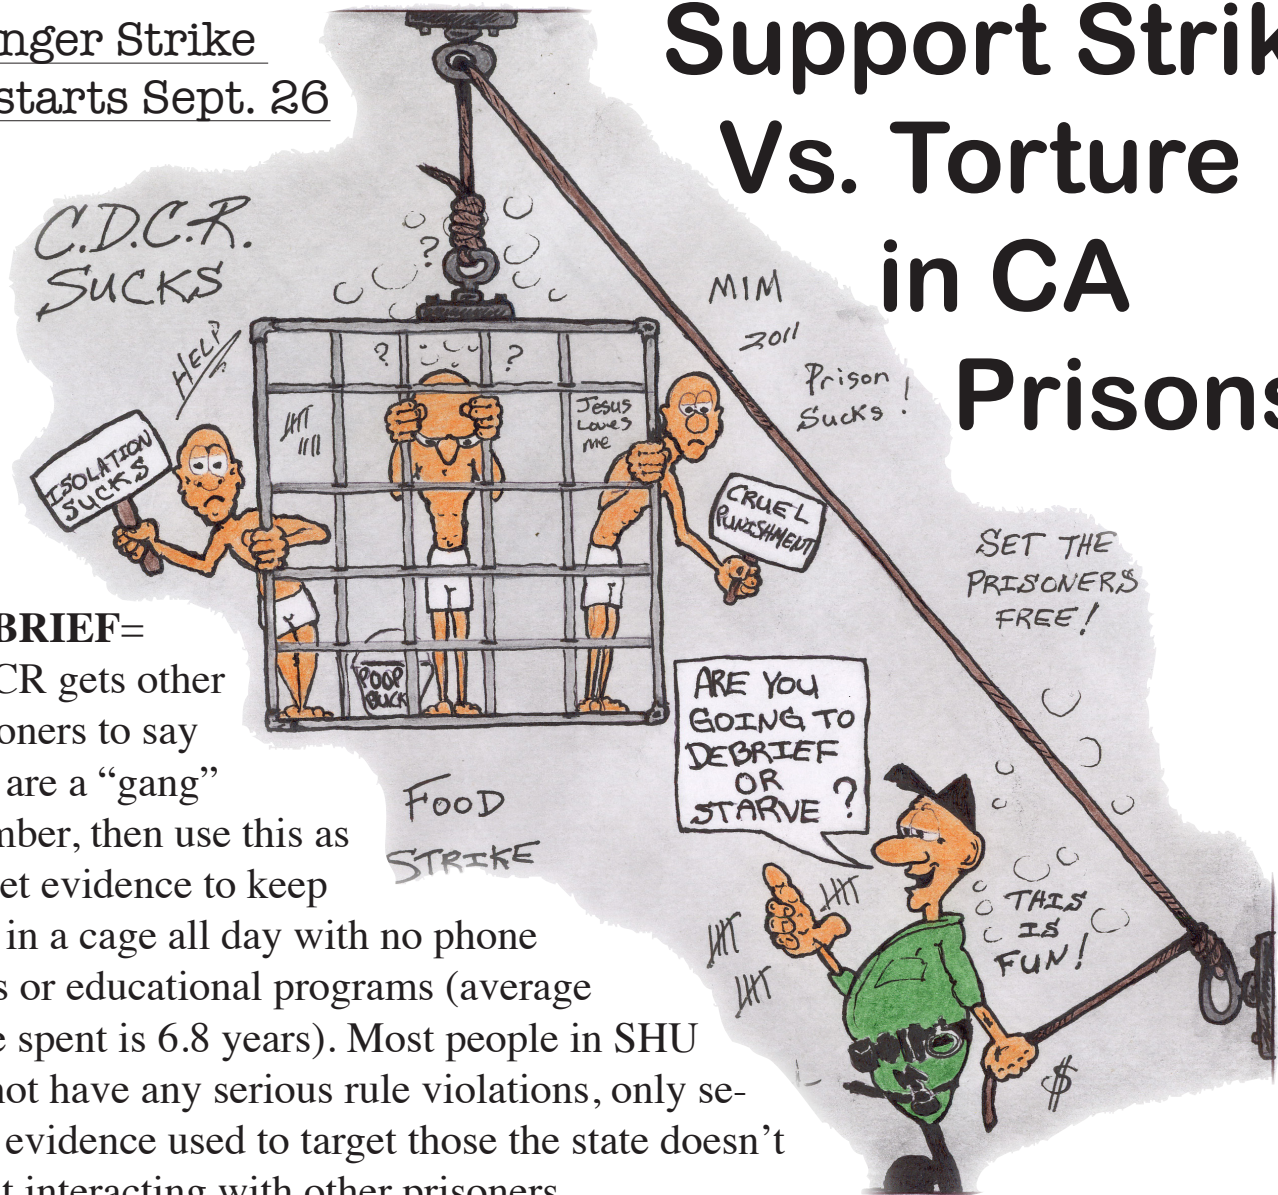 nger Strike
starts Sept. 26
Support Strik
Vs. Torture
in CA
Prisons
C.D.C.R.
SUCKS
HELP
MIM
2011
Prison !
Sucks
?
?
?
Jesus
Loves
me
ISOLATION
SUCKS
CRUEL
PUNISHMENT
SET THE
PRISONERS
FREE!
POOP
BUCK
BRIEF=
CR gets other
oners to say
are a “gang”
mber, then use this as
et evidence to keep
in a cage all day with no phone
s or educational programs (average
e spent is 6.8 years). Most people in SHU
not have any serious rule violations, only se-
evidence used to target those the state doesn’t
t interacting with other prisoners
FOOD
STRIKE
ARE YOU
GOING TO
DEBRIEF
OR
STARVE ?
THIS
IS
FUN!
$